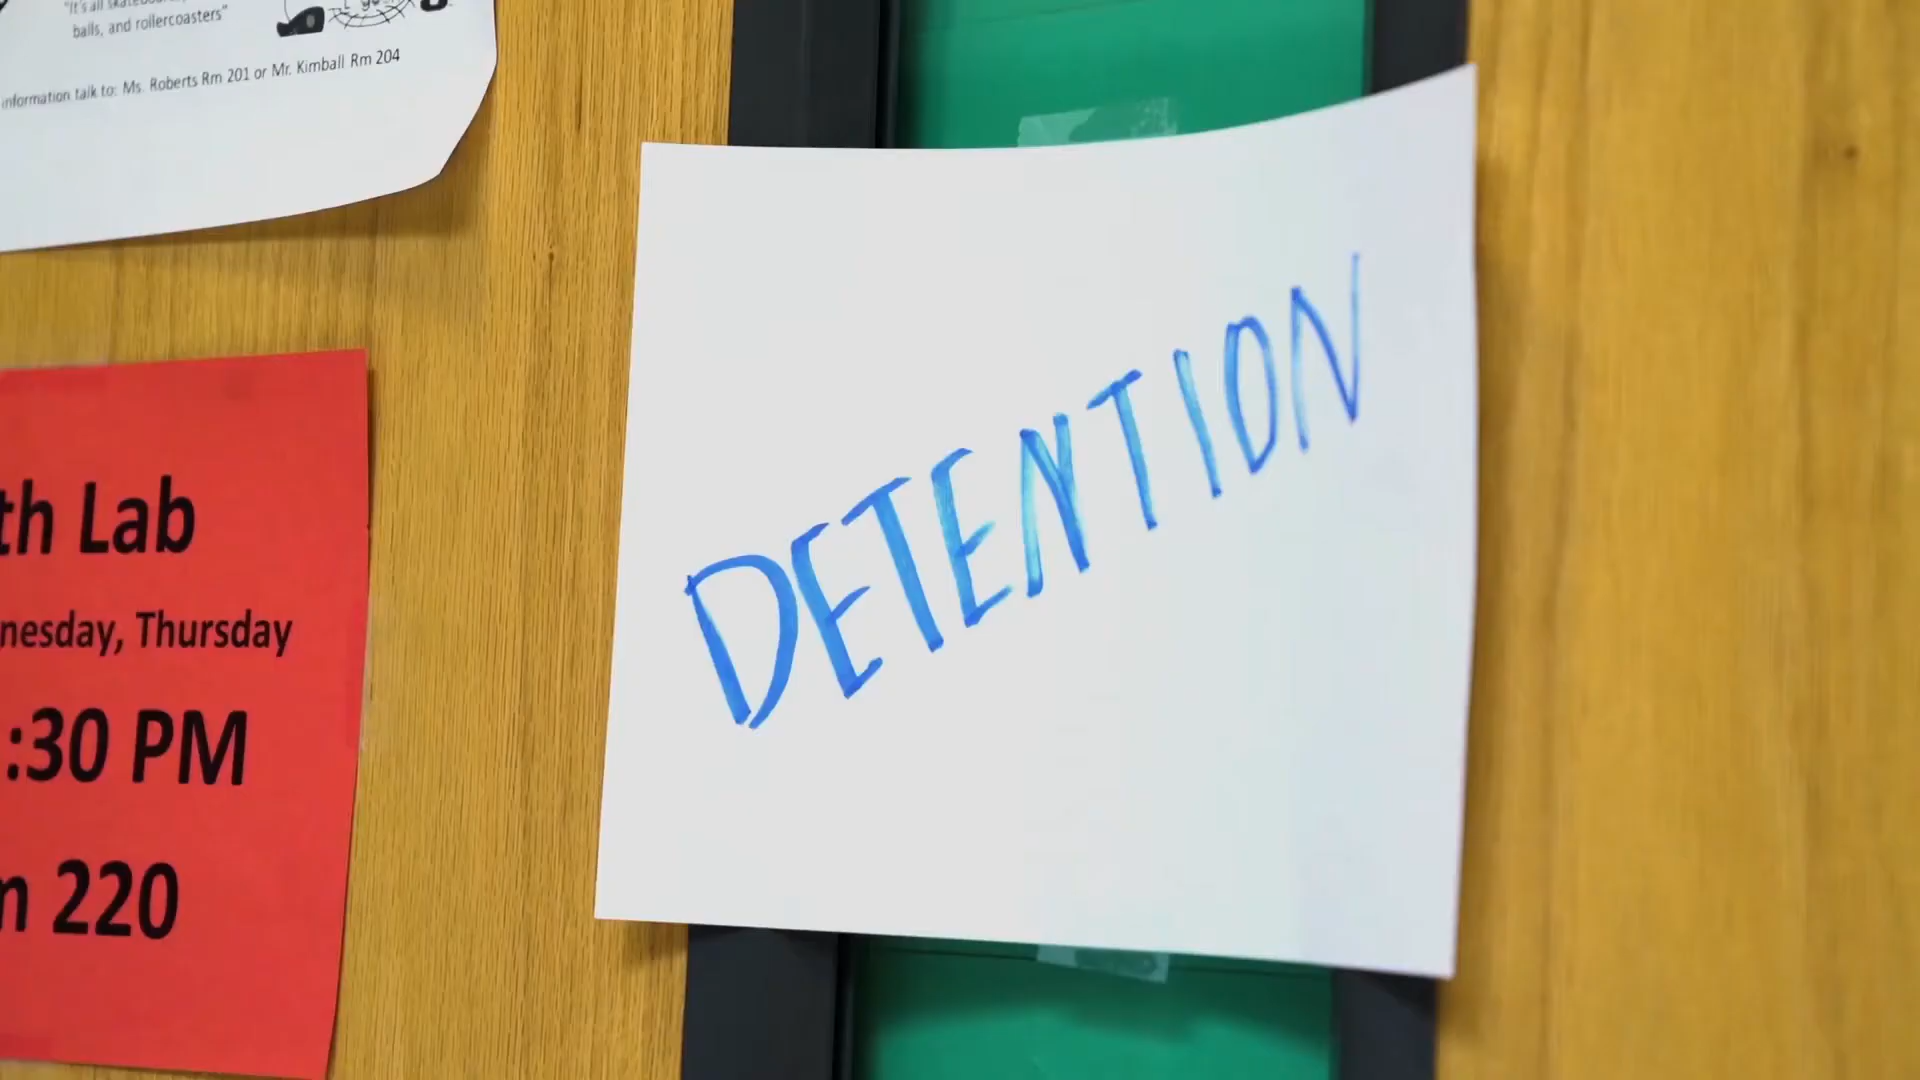 "It's all
balls, and rollercoasters"
information talk to: Ms. Roberts Rm 201 or Mr. Kimball Rm 204
th Lab
nesday, Thursday
:30 PM
220
DETENTION